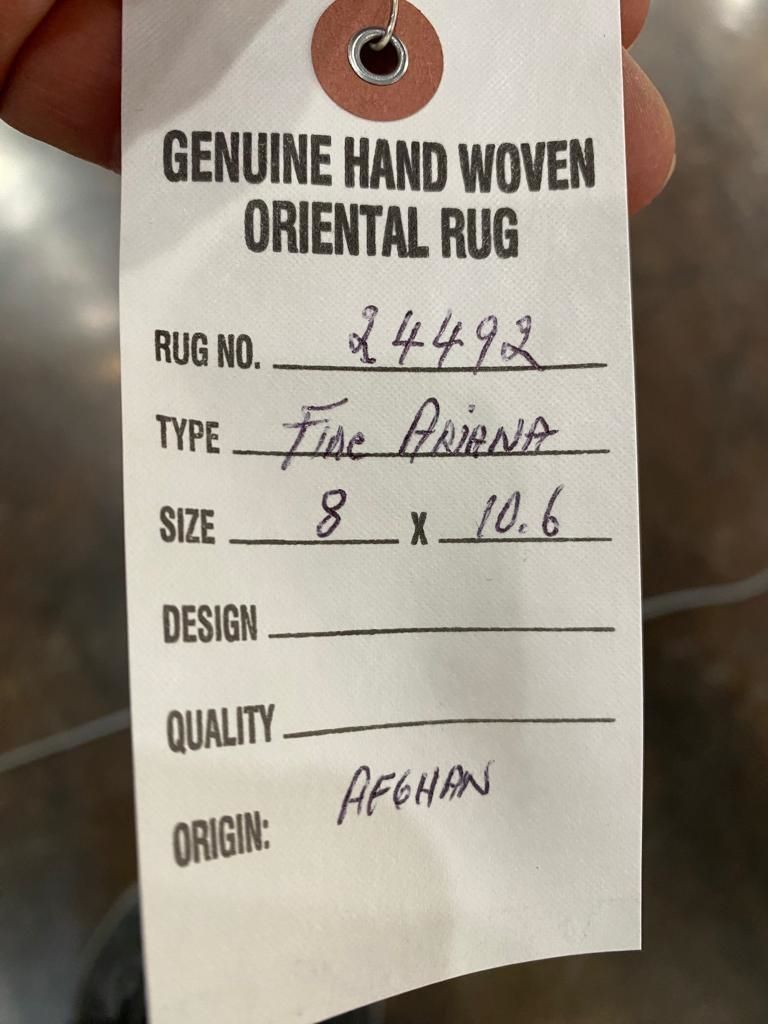 GENUINE HAND WOVEN
ORIENTAL RUG
RUG NO. 24492
TYPE Fine ARIANA
SIZE 8 X 10.6
DESIGN
QUALITY
ORIGIN: AFGHAN